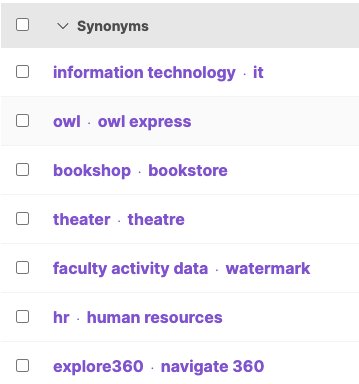 Synonyms
information technology · it
owl · owl express
bookshop · bookstore
theater · theatre
faculty activity data · watermark
hr · human resources
explore360 · navigate 360